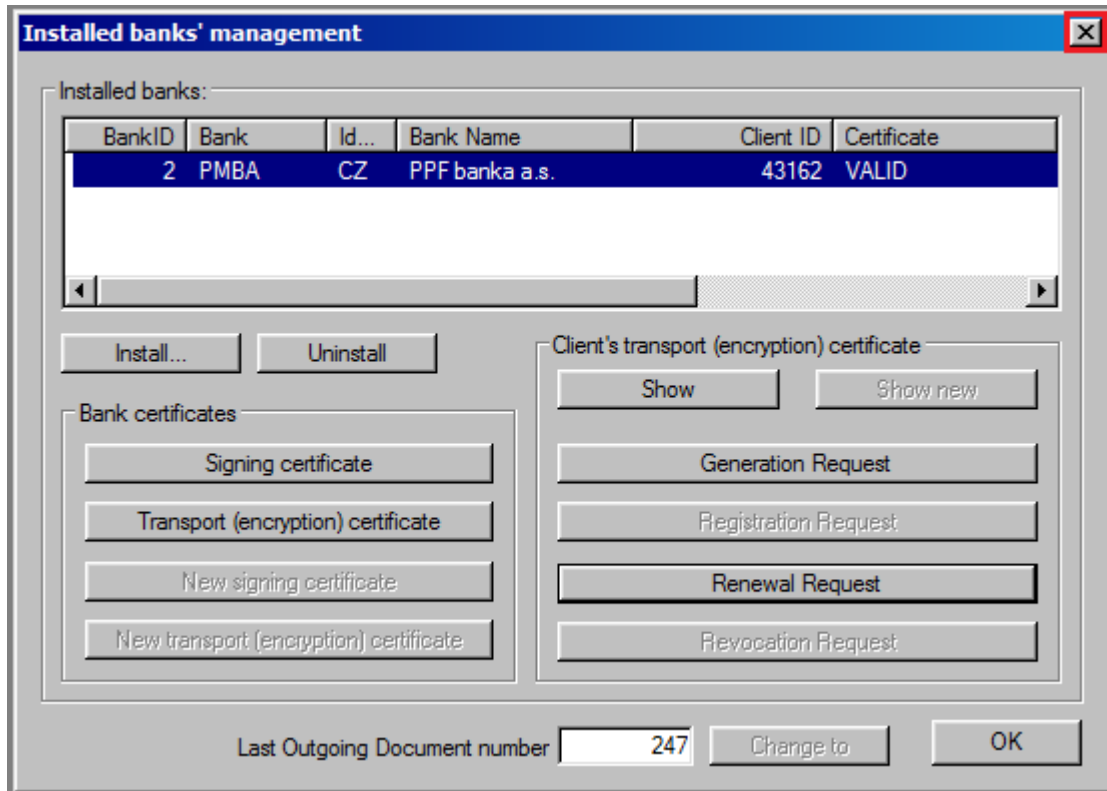 Installed banks' management
Installed banks:
BankID Bank Id... Bank Name Client ID Certificate
2 PMBA CZ PPF banka a.s. 43162 VALID
Install... Uninstall
Client's transport (encryption) certificate
Show Show new
Bank certificates
Signing certificate Generation Request
Transport (encryption) certificate Registration Request
New signing certificate Renewal Request
New transport (encryption) certificate Revocation Request
Last Outgoing Document number 247 Change to OK